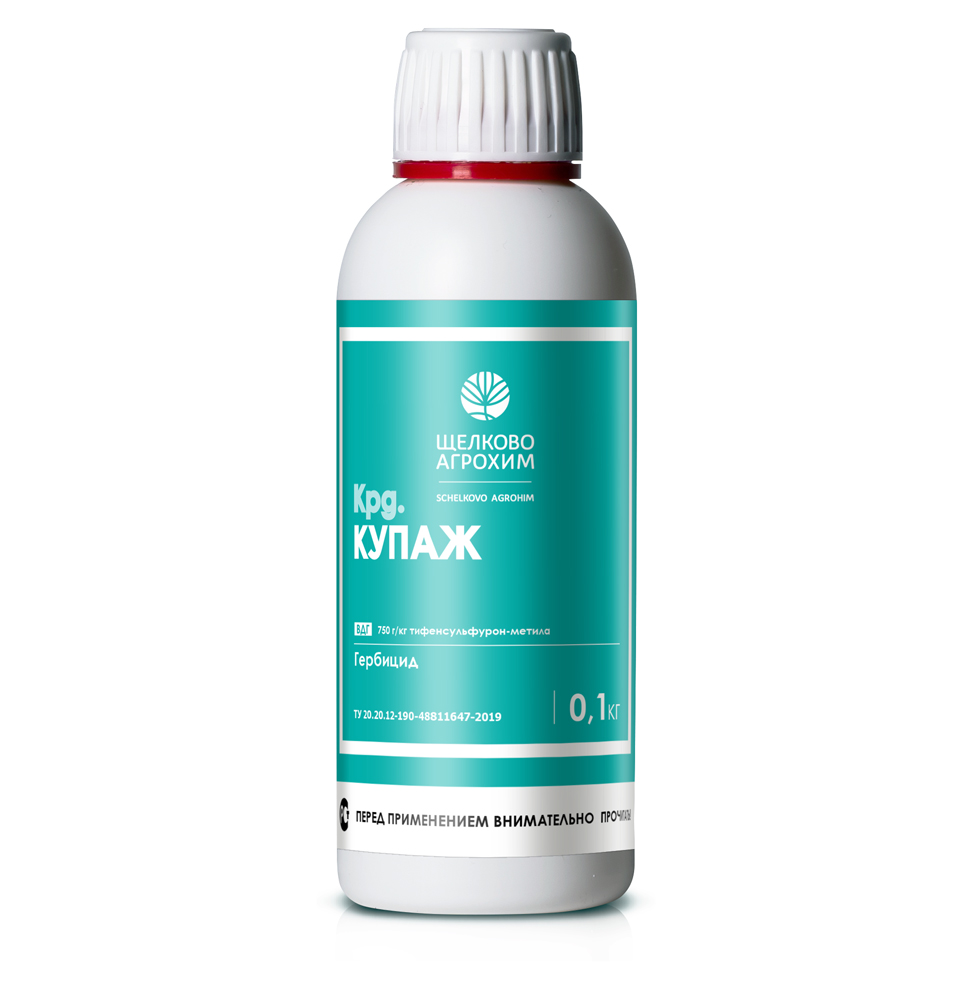 ЩЕЛКОВО
АГРОХИМ
SCHELKOVO AGROHIM
Крд.
КУПАЖ
ВДГ 750 г/кг тифенсульфурон-метила
Гербицид
ТУ 20.20.12-190-48811647-2019
0,1кг
ПЕРЕД ПРИМЕНЕНИЕМ ВНИМАТЕЛЬНО ПРОЧИТАТЬ!